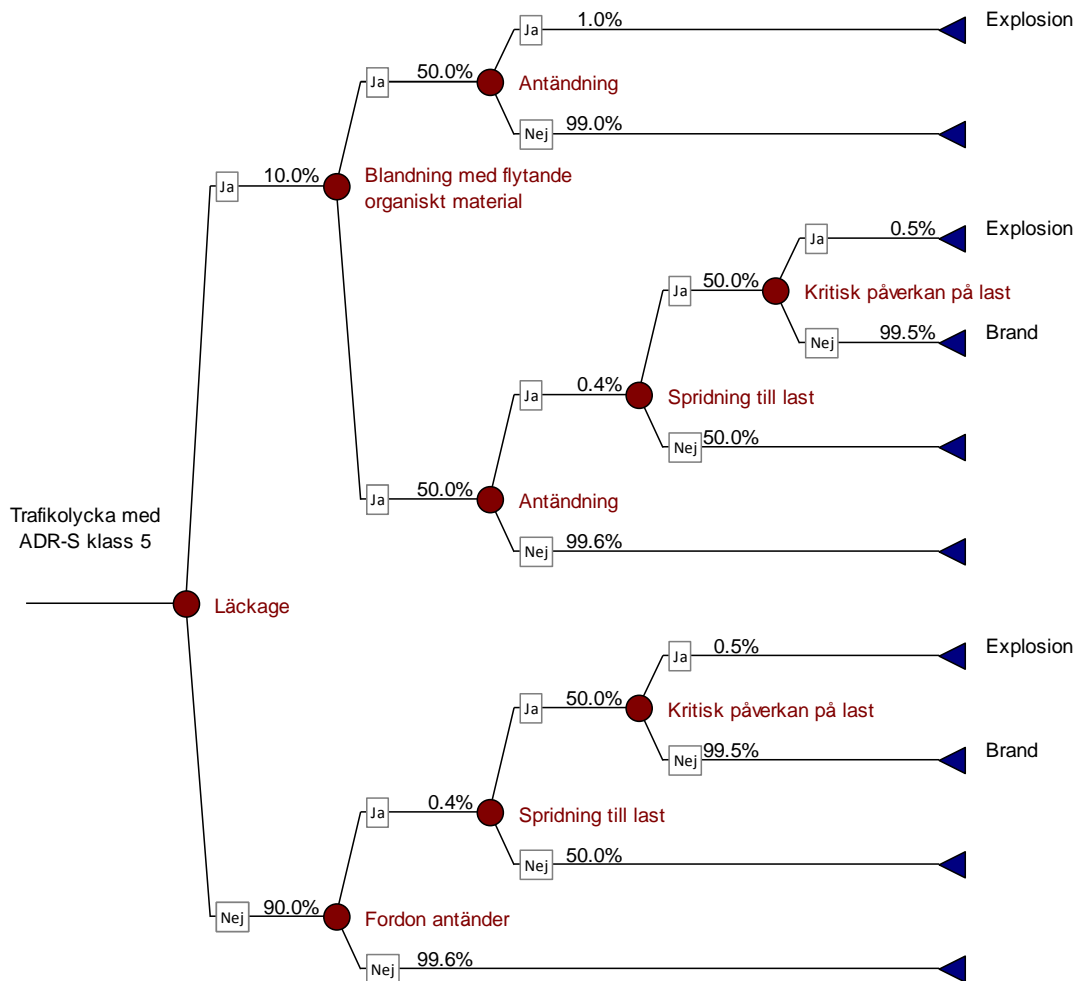 Ja
1.0%
Explosion
Ja
50.0%
Antändning
Nej
99.0%
Ja
10.0%
Blandning med flytande
organiskt material
Ja
0.5%
Explosion
Ja
50.0%
Kritisk påverkan på last
Nej
99.5%
Brand
Ja
0.4%
Spridning till last
Nej
50.0%
Ja
50.0%
Antändning
Nej
99.6%
Trafikolycka med
ADR-S klass 5
Läckage
Ja
0.5%
Explosion
Ja
50.0%
Kritisk påverkan på last
Nej
99.5%
Brand
Ja
0.4%
Spridning till last
Nej
50.0%
Nej
90.0%
Fordon antänder
Nej
99.6%